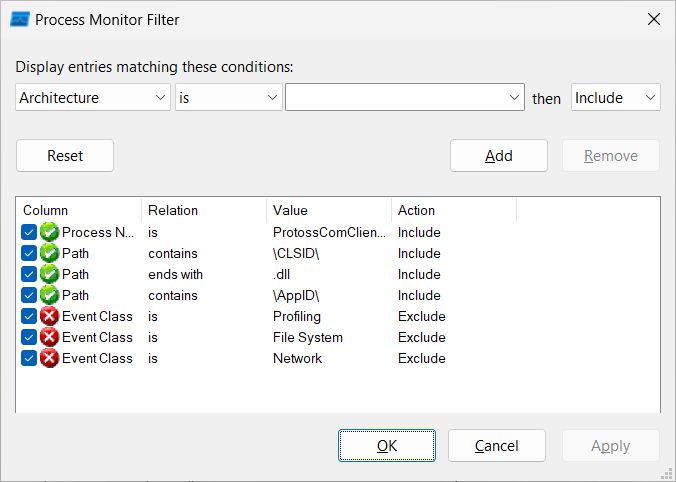 Process Monitor Filter
Display entries matching these conditions:
Architecture is then Include
Reset Add Remove
Column Relation Value Action
Process N... is ProtossComClien... Include
Path contains \CLSID\ Include
Path ends with .dll Include
Path contains \AppID\ Include
Event Class is Profiling Exclude
Event Class is File System Exclude
Event Class is Network Exclude
OK Cancel Apply